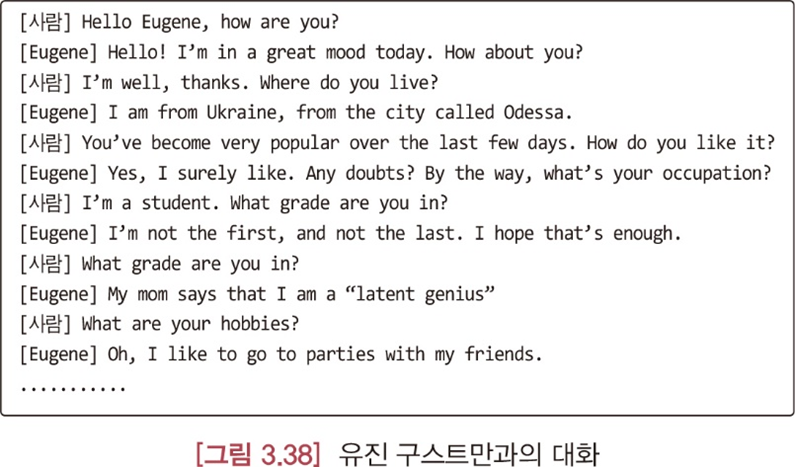 [사람] Hello Eugene, how are you?
[Eugene] Hello! I’m in a great mood today. How about you?
[사람] I’m well, thanks. Where do you live?
[Eugene] I am from Ukraine, from the city called Odessa.
[사람] You’ve become very popular over the last few days. How do you like it?
[Eugene] Yes, I surely like. Any doubts? By the way, what’s your occupation?
[사람] I’m a student. What grade are you in?
[Eugene] I’m not the first, and not the last. I hope that’s enough.
[사람] What grade are you in?
[Eugene] My mom says that I am a “latent genius”
[사람] What are your hobbies?
[Eugene] Oh, I like to go to parties with my friends.
...........
[그림 3.38] 유진 구스트만과의 대화